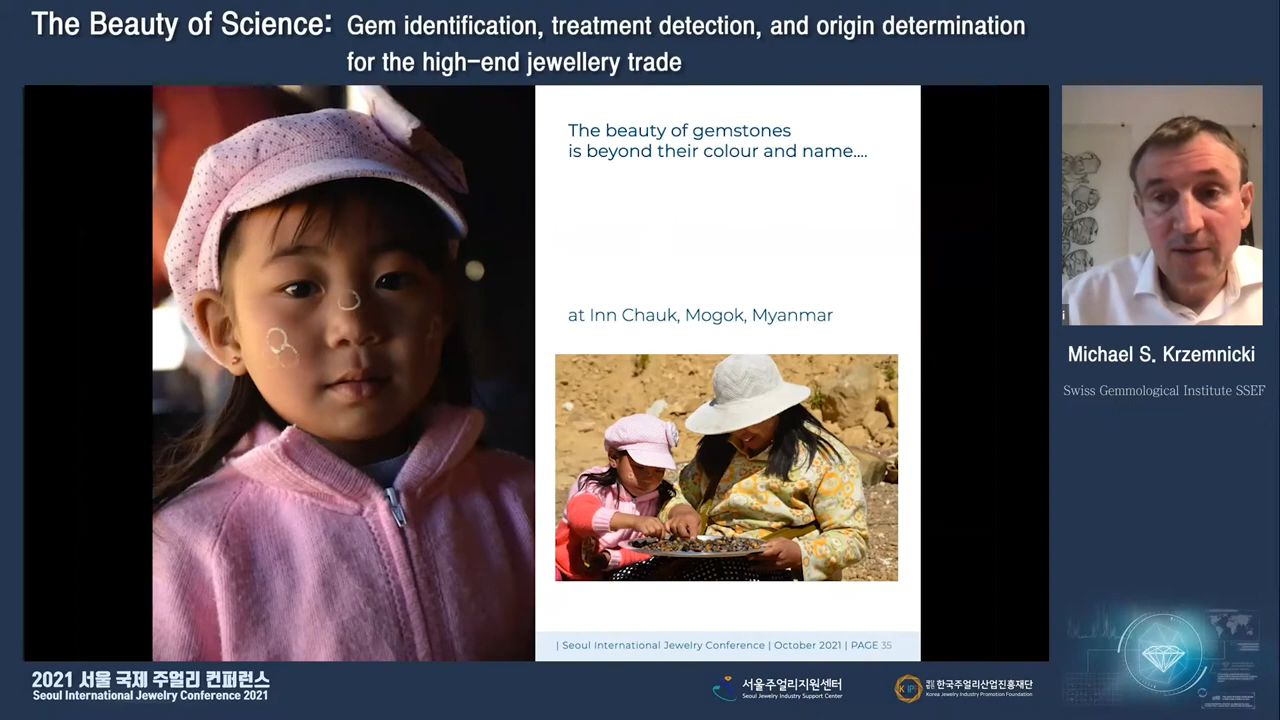 The Beauty of Science: Gem identification, treatment detection, and origin determination
for the high-end jewellery trade
The beauty of gemstones
is beyond their colour and name....
at Inn Chauk, Mogok, Myanmar
| Seoul International Jewelry Conference | October 2021 | PAGE 35
Michael S. Krzemnicki
Swiss Gemmological Institute SSEF
2021 서울 국제 주얼리 컨퍼런스
Seoul International Jewelry Conference 2021
서울주얼리지원센터
Seoul Jewelry Industry Support Center
재단법인 한국주얼리산업진흥재단
Korea Jewelry Industry Promotion Foundation